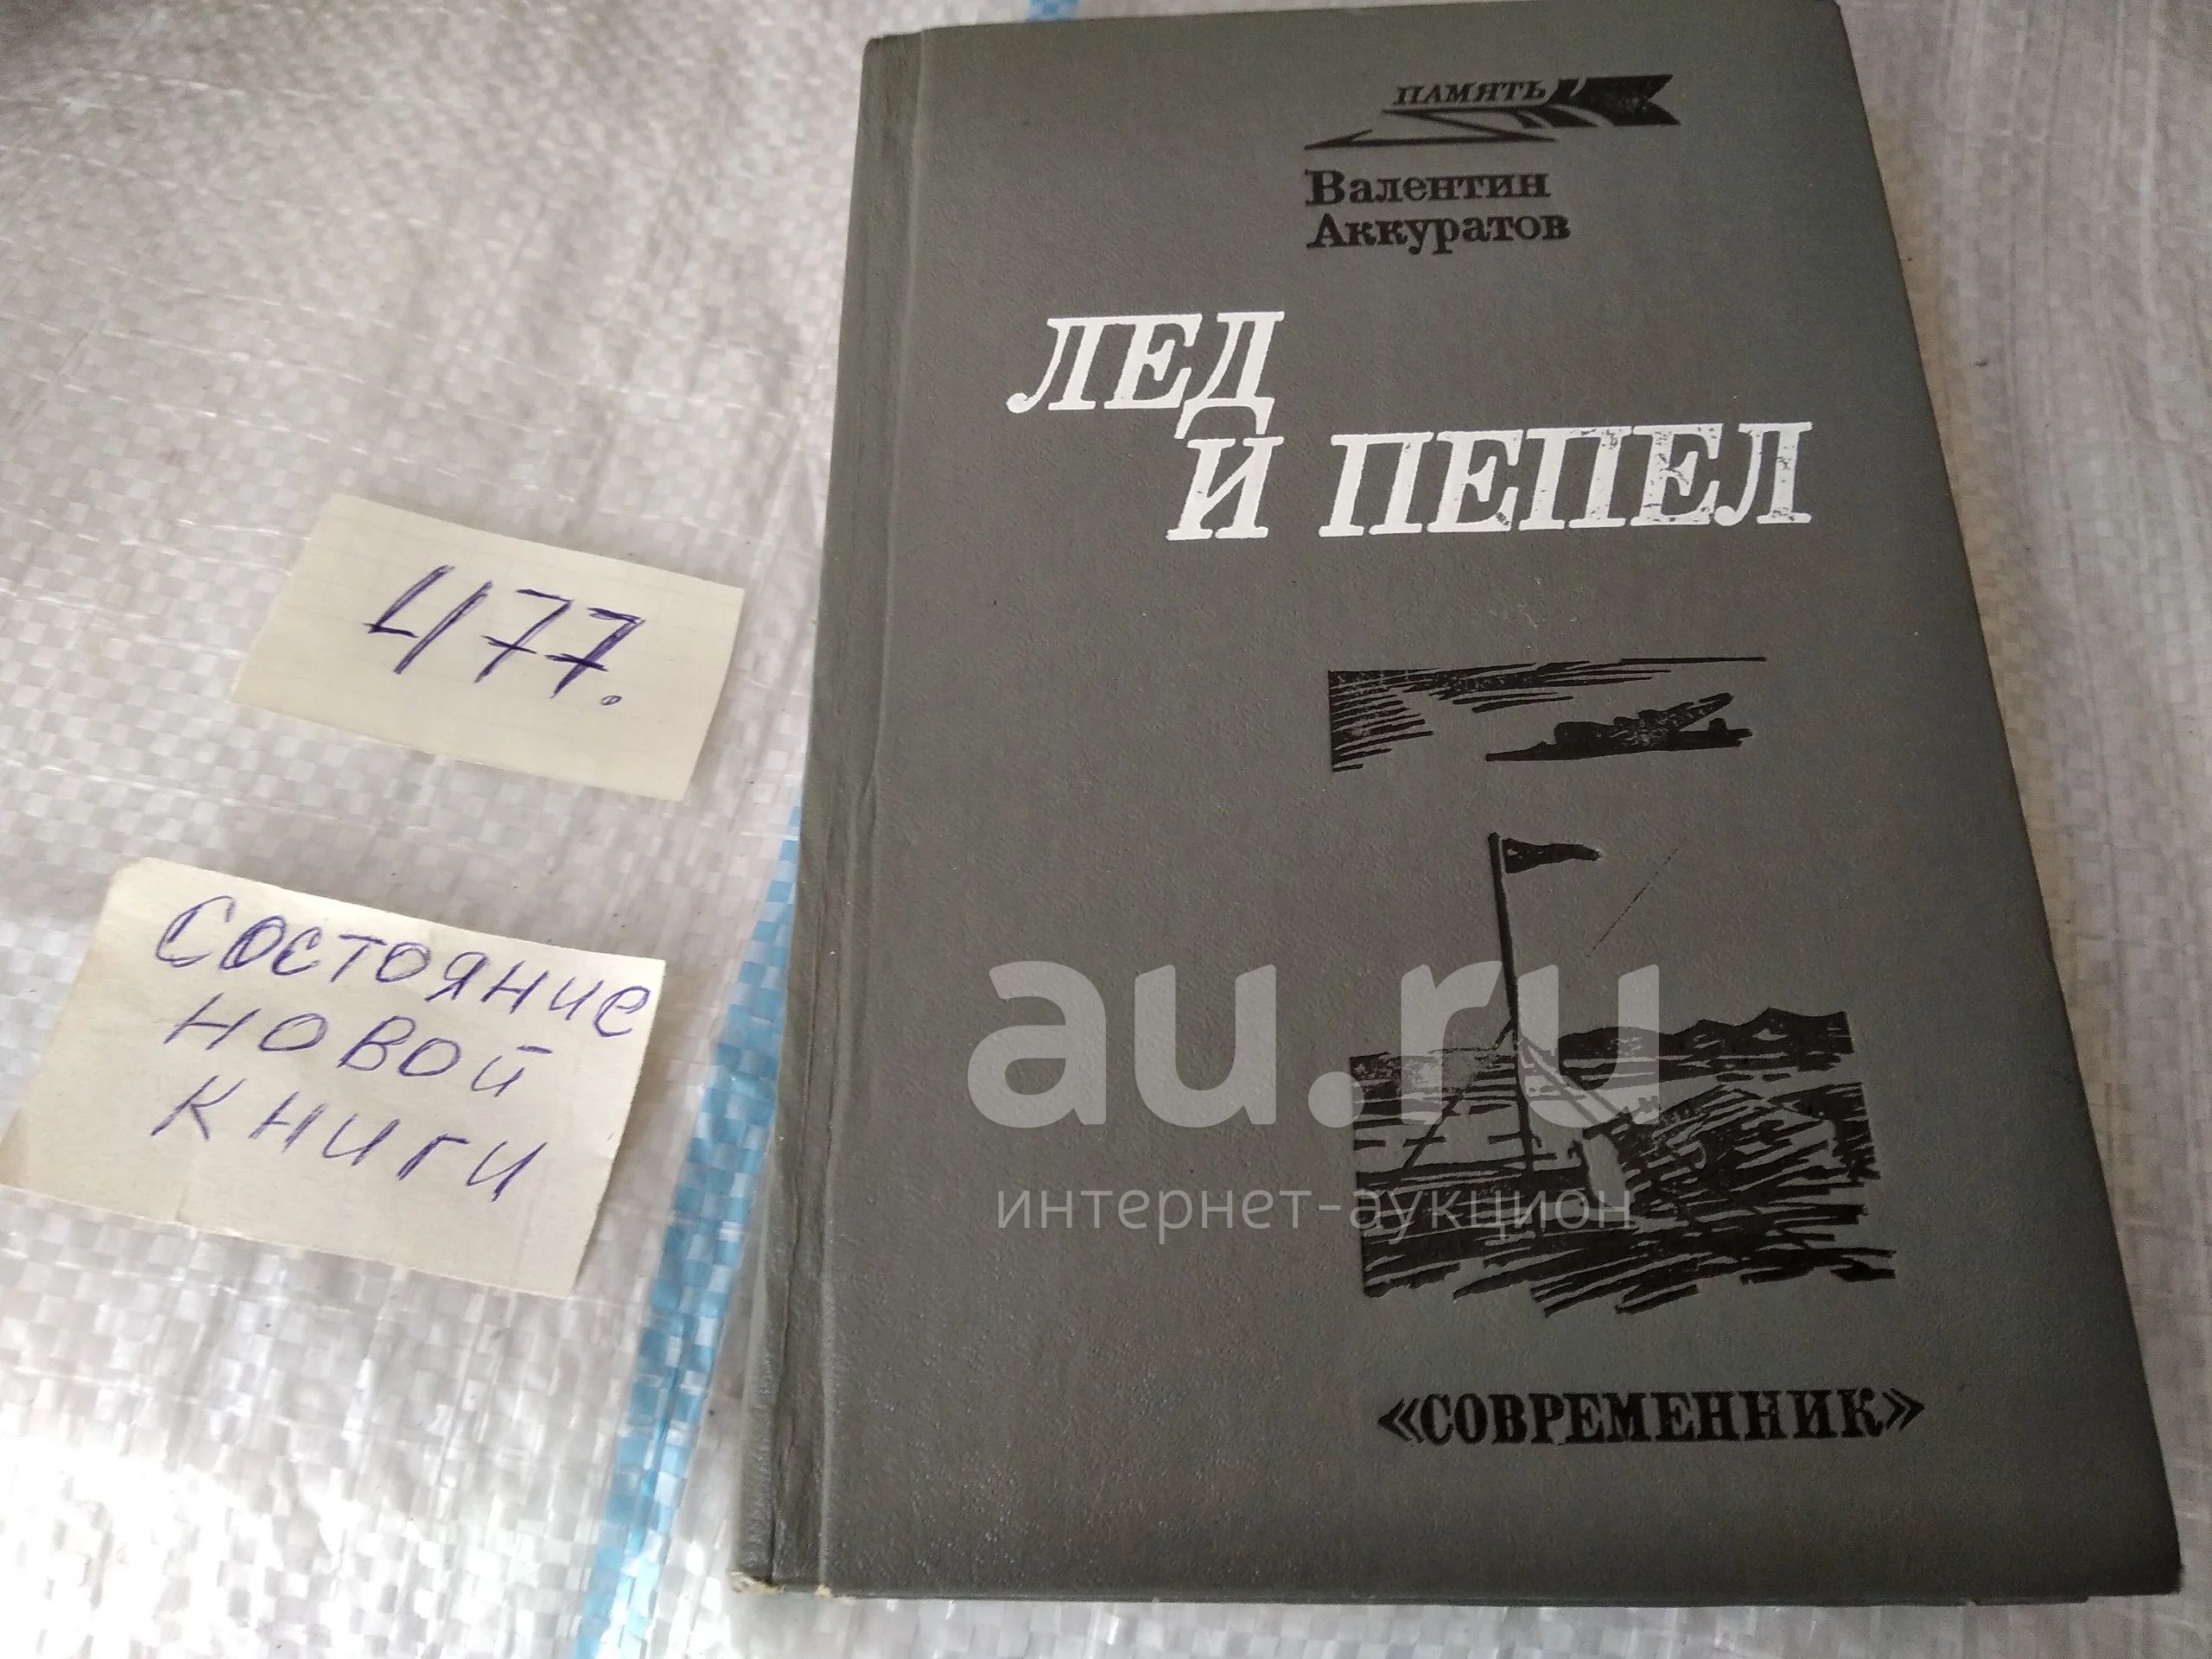 ПАМЯТЬ
Валентин
Аккуратов
ЛЕД
И ПЕПЕЛ
477.
Состояние
новой
книги
au.ru
интернет-аукцион
«СОВРЕМЕННИК»